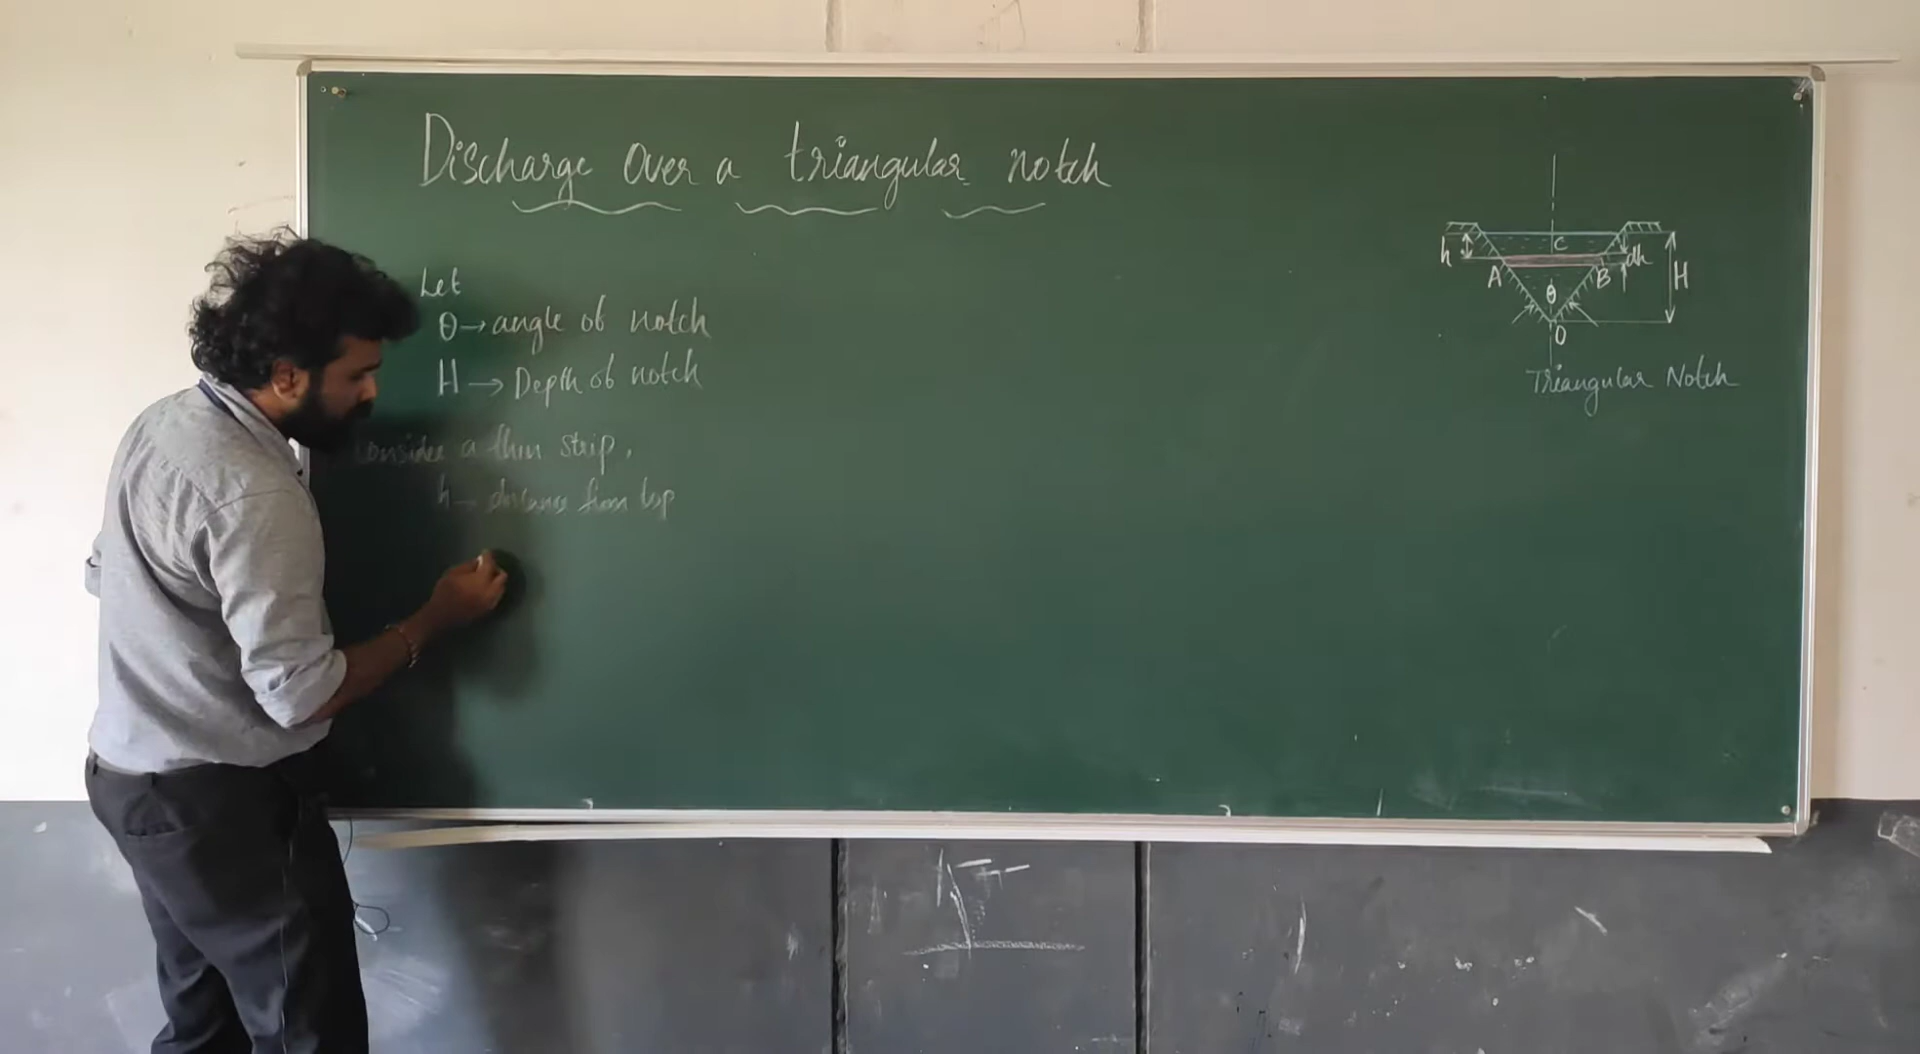 Discharge over a triangular notch
Let
θ → angle of notch
H → Depth of notch
Consider a thin strip,
h – distance from top
h
C
dh
A
B
H
θ
O
Triangular Notch